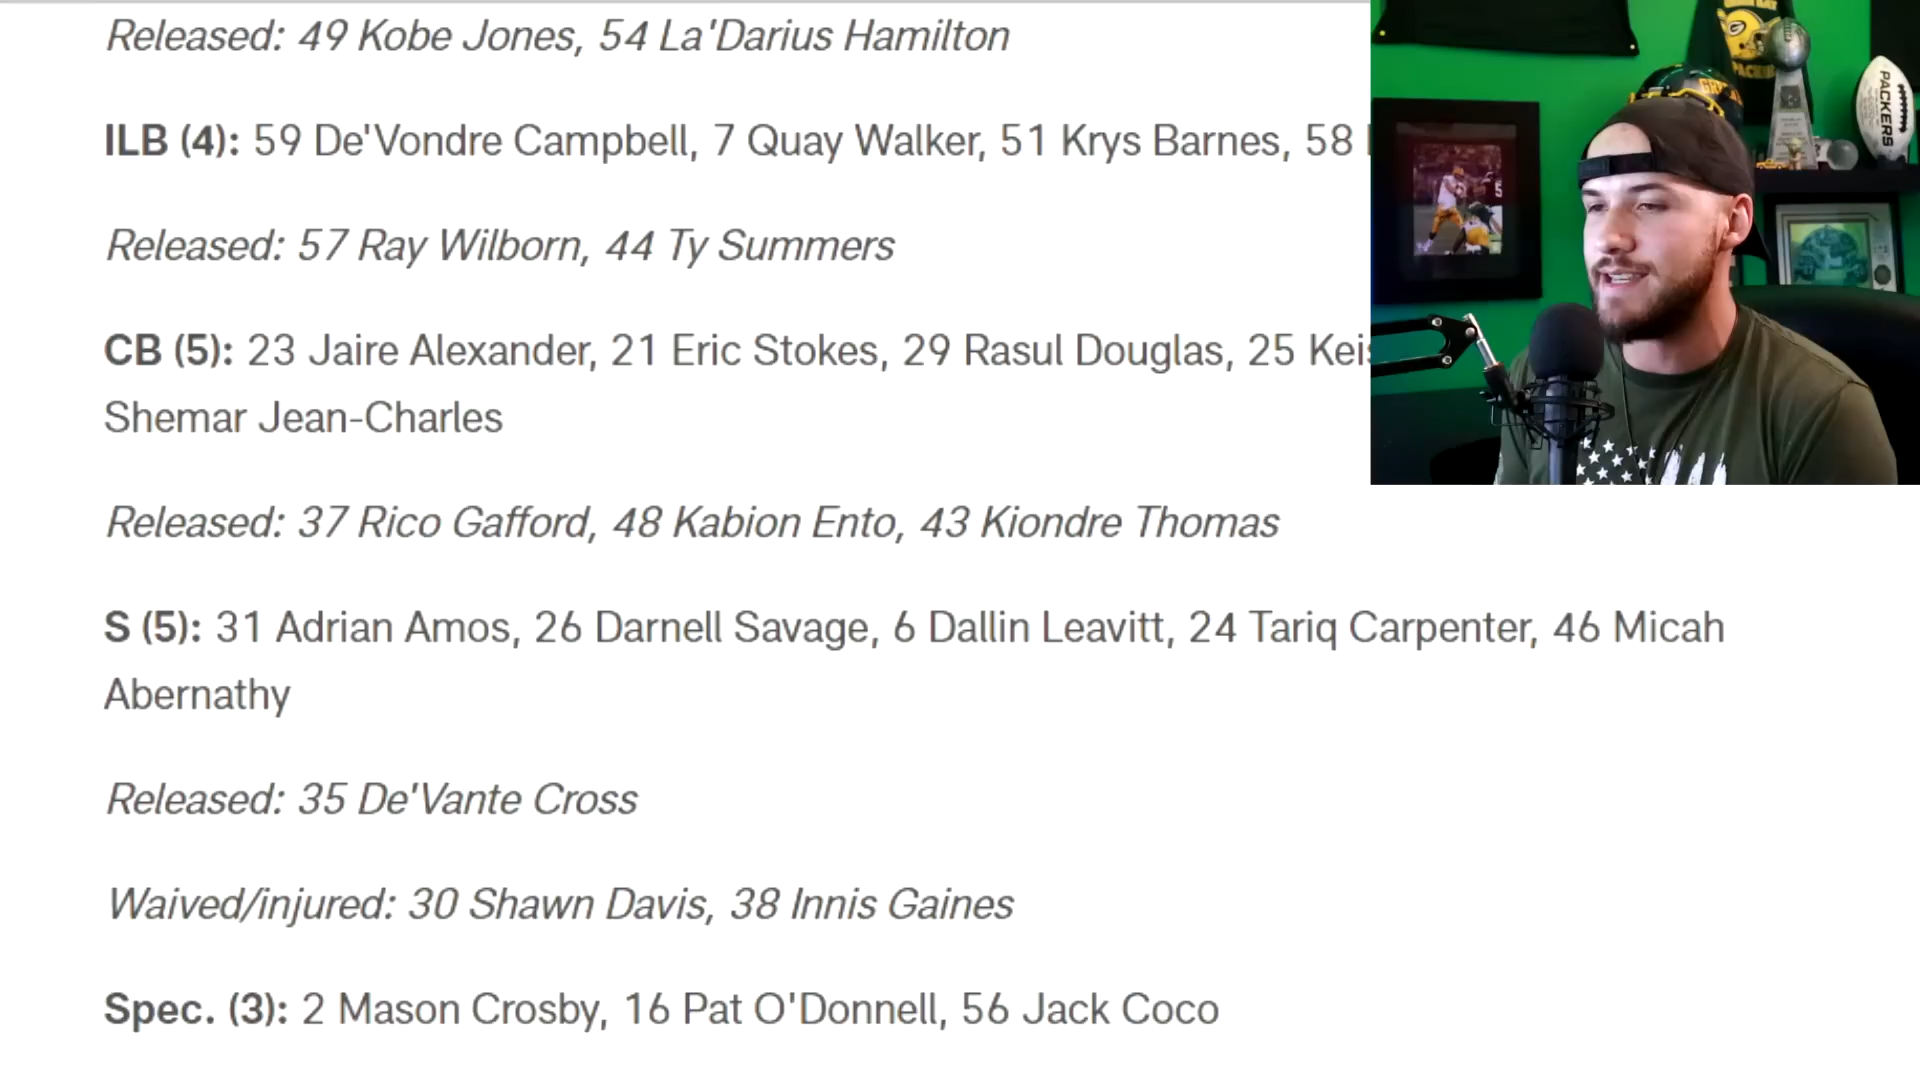 Released: 49 Kobe Jones, 54 La'Darius Hamilton
ILB (4): 59 De'Vondre Campbell, 7 Quay Walker, 51 Krys Barnes, 58
Released: 57 Ray Wilborn, 44 Ty Summers
CB (5): 23 Jaire Alexander, 21 Eric Stokes, 29 Rasul Douglas, 25 Keis
Shemar Jean-Charles
Released: 37 Rico Gafford, 48 Kabion Ento, 43 Kiondre Thomas
S (5): 31 Adrian Amos, 26 Darnell Savage, 6 Dallin Leavitt, 24 Tariq Carpenter, 46 Micah
Abernathy
Released: 35 De'Vante Cross
Waived/injured: 30 Shawn Davis, 38 Innis Gaines
Spec. (3): 2 Mason Crosby, 16 Pat O'Donnell, 56 Jack Coco
PACKERS